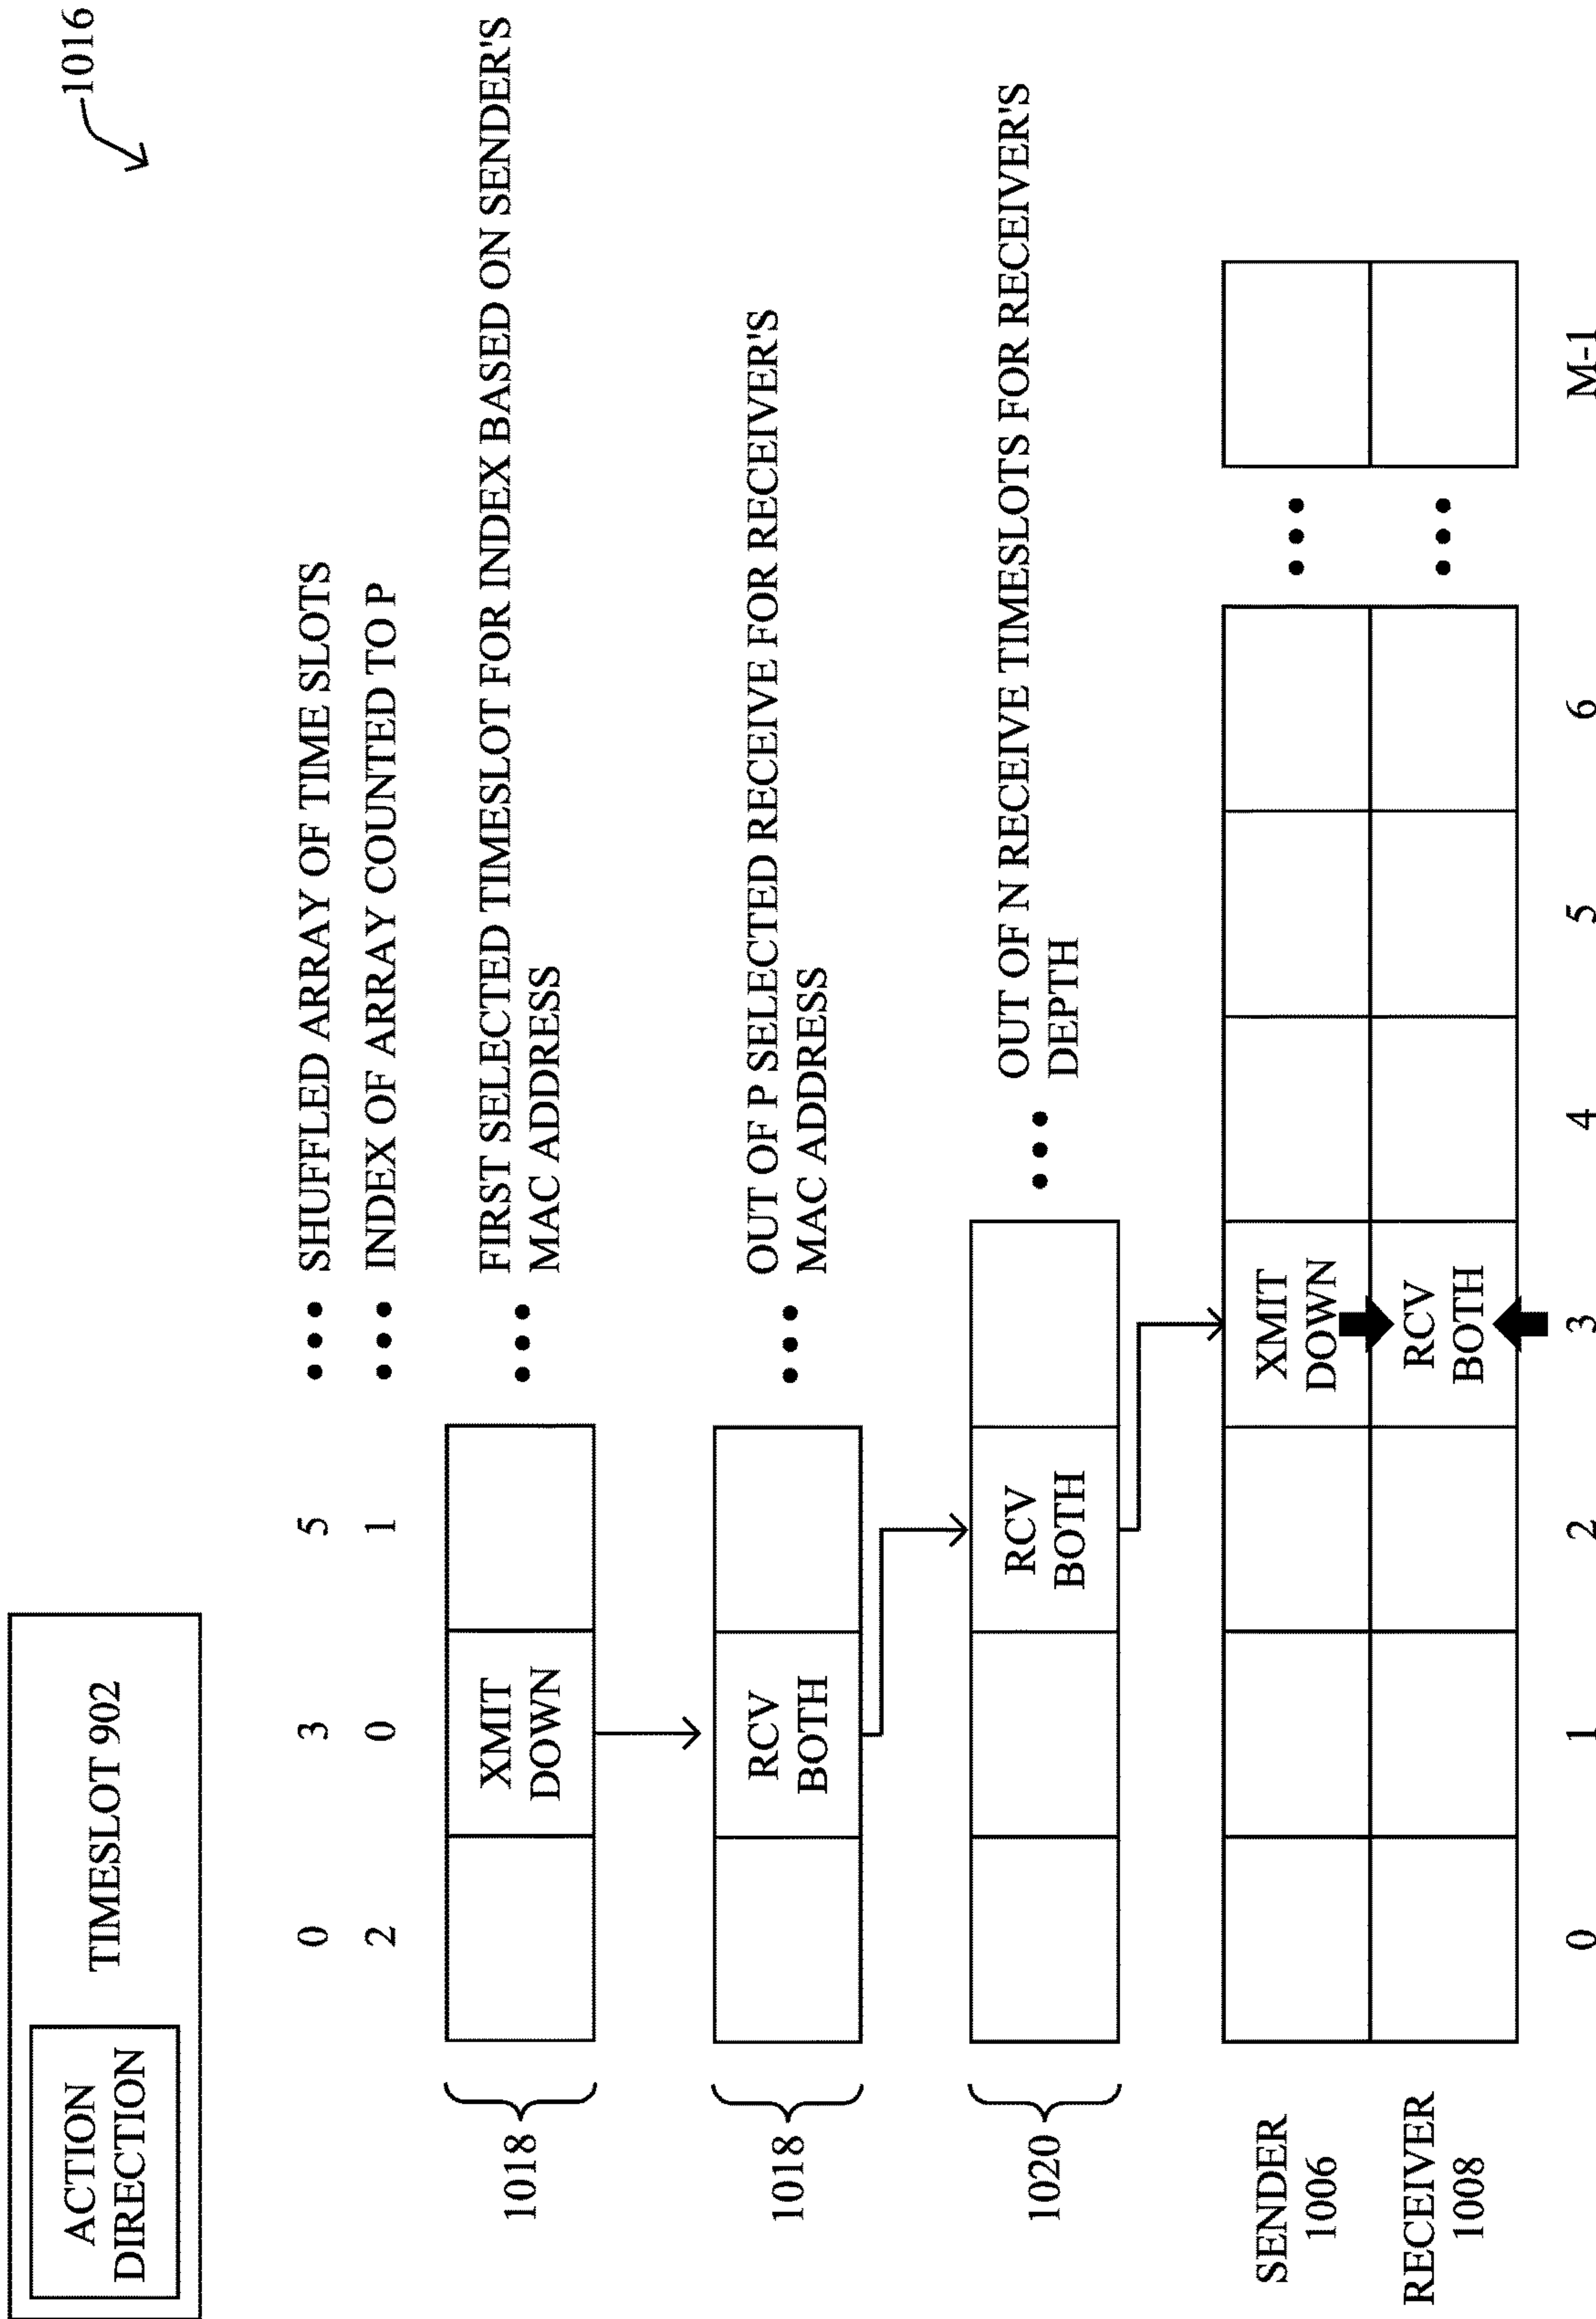 1016
ACTION
DIRECTION
TIMESLOT 902
0 3 5 ••• SHUFFLED ARRAY OF TIME SLOTS
2 0 1 ••• INDEX OF ARRAY COUNTED TO P
1018
XMIT
DOWN
••• FIRST SELECTED TIMESLOT FOR INDEX BASED ON SENDER'S
MAC ADDRESS
1018
RCV
BOTH
••• OUT OF P SELECTED RECEIVE FOR RECEIVER'S
MAC ADDRESS
1020
RCV
BOTH
••• OUT OF N RECEIVE TIMESLOTS FOR RECEIVER'S
DEPTH
SENDER
1006
XMIT
DOWN
•••
RECEIVER
1008
RCV
BOTH
•••
0 1 2 3 4 5 6 M-1